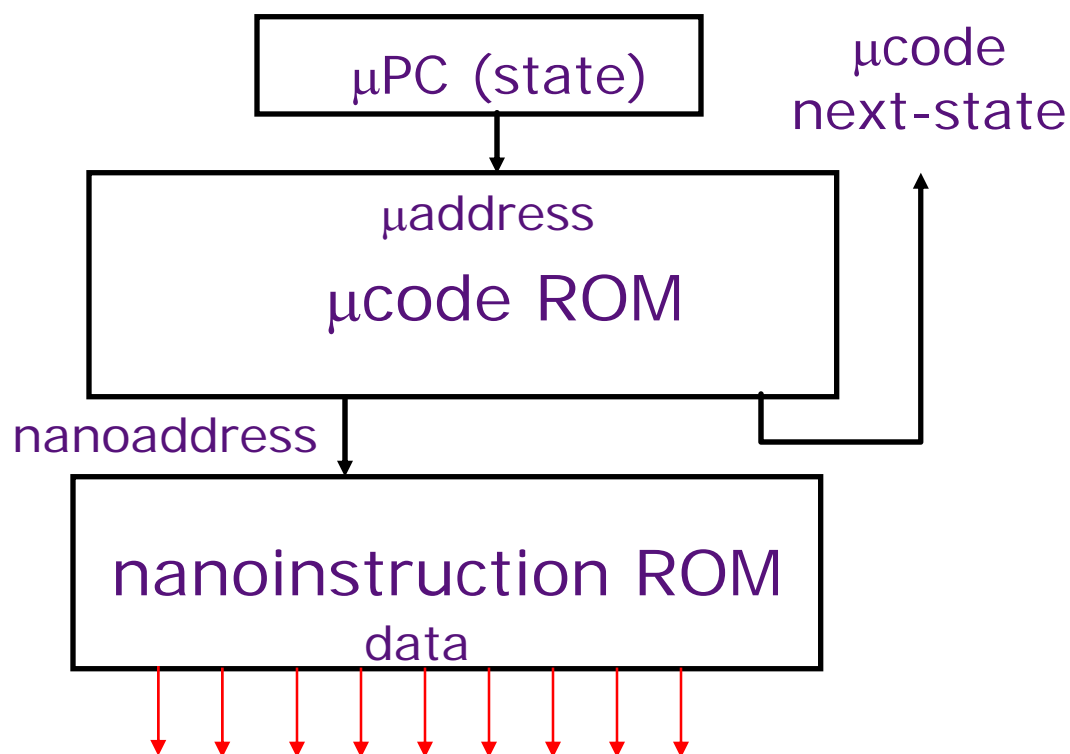 μPC (state)
μcode
next-state
μaddress
μcode ROM
nanoaddress
nanoinstruction ROM
data